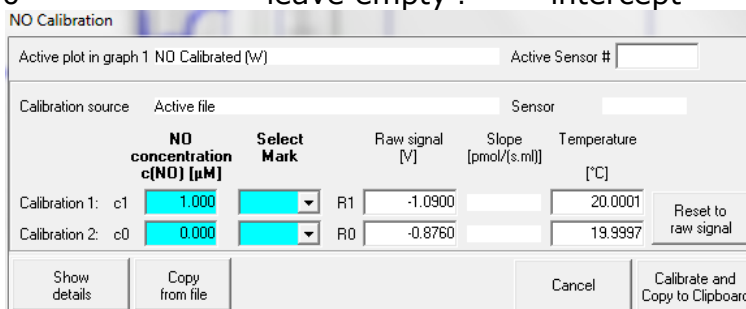 leave empty . intercept
NO Calibration
Active plot in graph 1 NO Calibrated (W) Active Sensor #
Calibration source Active file Sensor
NO concentration c(NO) [µM] Select Mark Raw signal [V] Slope [pmol/(s.ml)] Temperature [°C]
Calibration 1: c1 1.000 R1 -1.0900 20.0001
Calibration 2: c0 0.000 R0 -0.8760 19.9997
Reset to raw signal
Show details
Copy from file
Cancel
Calibrate and Copy to Clipboard